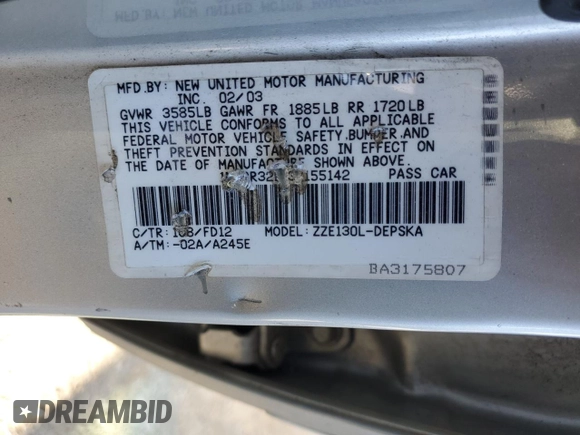 MFD.BY: NEW UNITED MOTOR MANUFACTURING
INC. 02/03
GVWR 3585LB GAWR FR 1885LB RR 1720LB
THIS VEHICLE CONFORMS TO ALL APPLICABLE
FEDERAL MOTOR VEHICLE SAFETY, BUMPER, AND
THEFT PREVENTION STANDARDS IN EFFECT ON
THE DATE OF MANUFACTURE SHOWN ABOVE.
155142 PASS CAR
C/TR: /FD12 MODEL: ZZE130L-DEPSKA
A/TM: -02A/A245E
BA3175807
DREAMBID